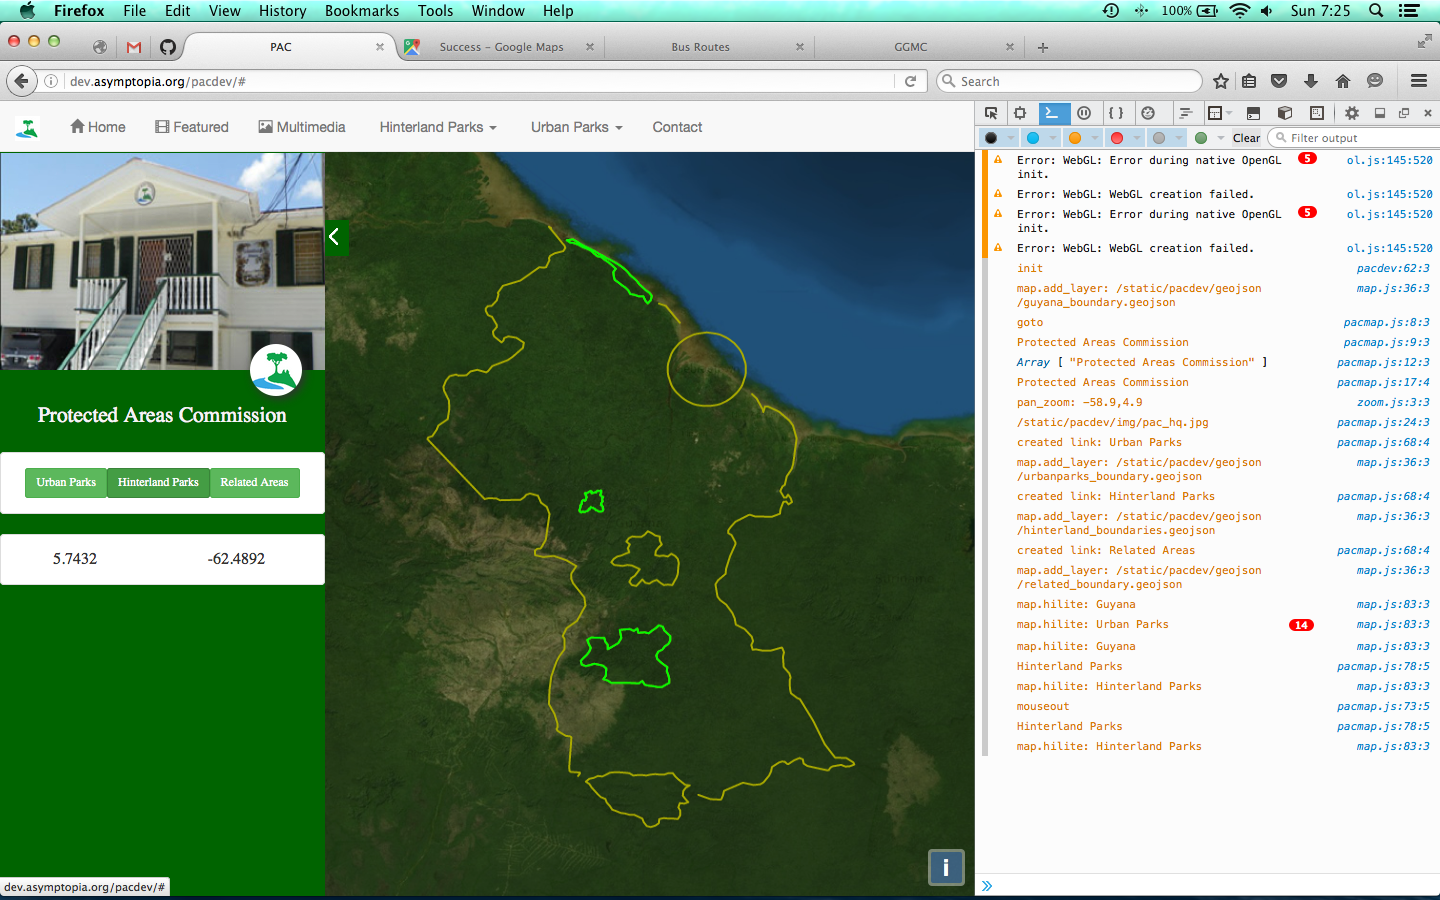 Firefox File Edit View History Bookmarks Tools Window Help 100% Sun 7:25
PAC Success – Google Maps Bus Routes GGMC
dev.asymptopia.org/pacdev/# Search
Home Featured Multimedia Hinterland Parks Urban Parks Contact
Clear Filter output
Protected Areas Commission
Urban Parks Hinterland Parks Related Areas
5.7432 -62.4892
i
dev.asymptopia.org/pacdev/#
Error: WebGL: Error during native OpenGL 5 ol.js:145:520
init.
Error: WebGL: WebGL creation failed. ol.js:145:520
Error: WebGL: Error during native OpenGL 5 ol.js:145:520
init.
Error: WebGL: WebGL creation failed. ol.js:145:520
init pacdev:62:3
map.add_layer: /static/pacdev/geojson map.js:36:3
/guyana_boundary.geojson
goto pacmap.js:8:3
Protected Areas Commission pacmap.js:9:3
Array [ "Protected Areas Commission" ] pacmap.js:12:3
Protected Areas Commission pacmap.js:17:4
pan_zoom: -58.9,4.9 zoom.js:3:3
/static/pacdev/img/pac_hq.jpg pacmap.js:24:3
created link: Urban Parks pacmap.js:68:4
map.add_layer: /static/pacdev/geojson map.js:36:3
/urbanparks_boundary.geojson
created link: Hinterland Parks pacmap.js:68:4
map.add_layer: /static/pacdev/geojson map.js:36:3
/hinterland_boundaries.geojson
created link: Related Areas pacmap.js:68:4
map.add_layer: /static/pacdev/geojson map.js:36:3
/related_boundary.geojson
map.hilite: Guyana map.js:83:3
map.hilite: Urban Parks 14 map.js:83:3
map.hilite: Guyana map.js:83:3
Hinterland Parks pacmap.js:78:5
map.hilite: Hinterland Parks map.js:83:3
mouseout pacmap.js:73:5
Hinterland Parks pacmap.js:78:5
map.hilite: Hinterland Parks map.js:83:3